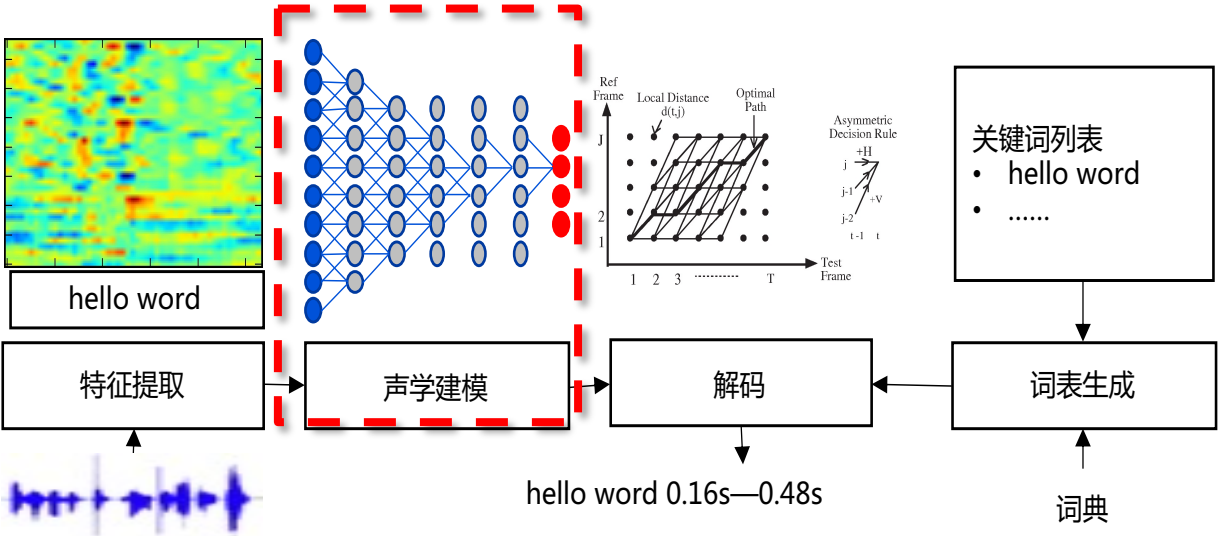 hello word
特征提取
声学建模
Ref
Frame
Local Distance
d(t,j)
Optimal
Path
J
2
1
1 2 3 ............ T
Test
Frame
Asymmetric
Decision Rule
+H
j
j-1
+V
j-2
t -1 t
解码
hello word 0.16s—0.48s
关键词列表
• hello word
• ......
词表生成
词典